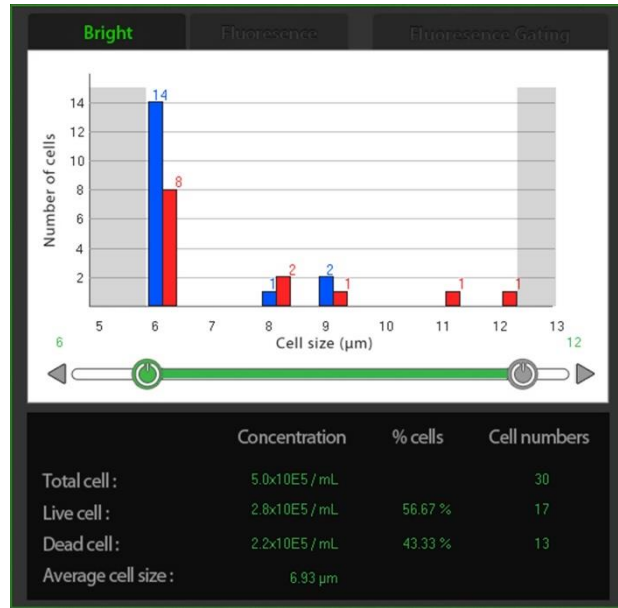 Bright Fluoresence Fluoresence Gating
Number of cells
14
12
10
8
6
4
2
14
8
1
2
2
1
1
1
5 6 7 8 9 10 11 12 13
6 Cell size (μm) 12
Concentration % cells Cell numbers
Total cell : 5.0x10E5 / mL 30
Live cell : 2.8x10E5 / mL 56.67 % 17
Dead cell : 2.2x10E5 / mL 43.33 % 13
Average cell size : 6.93 μm